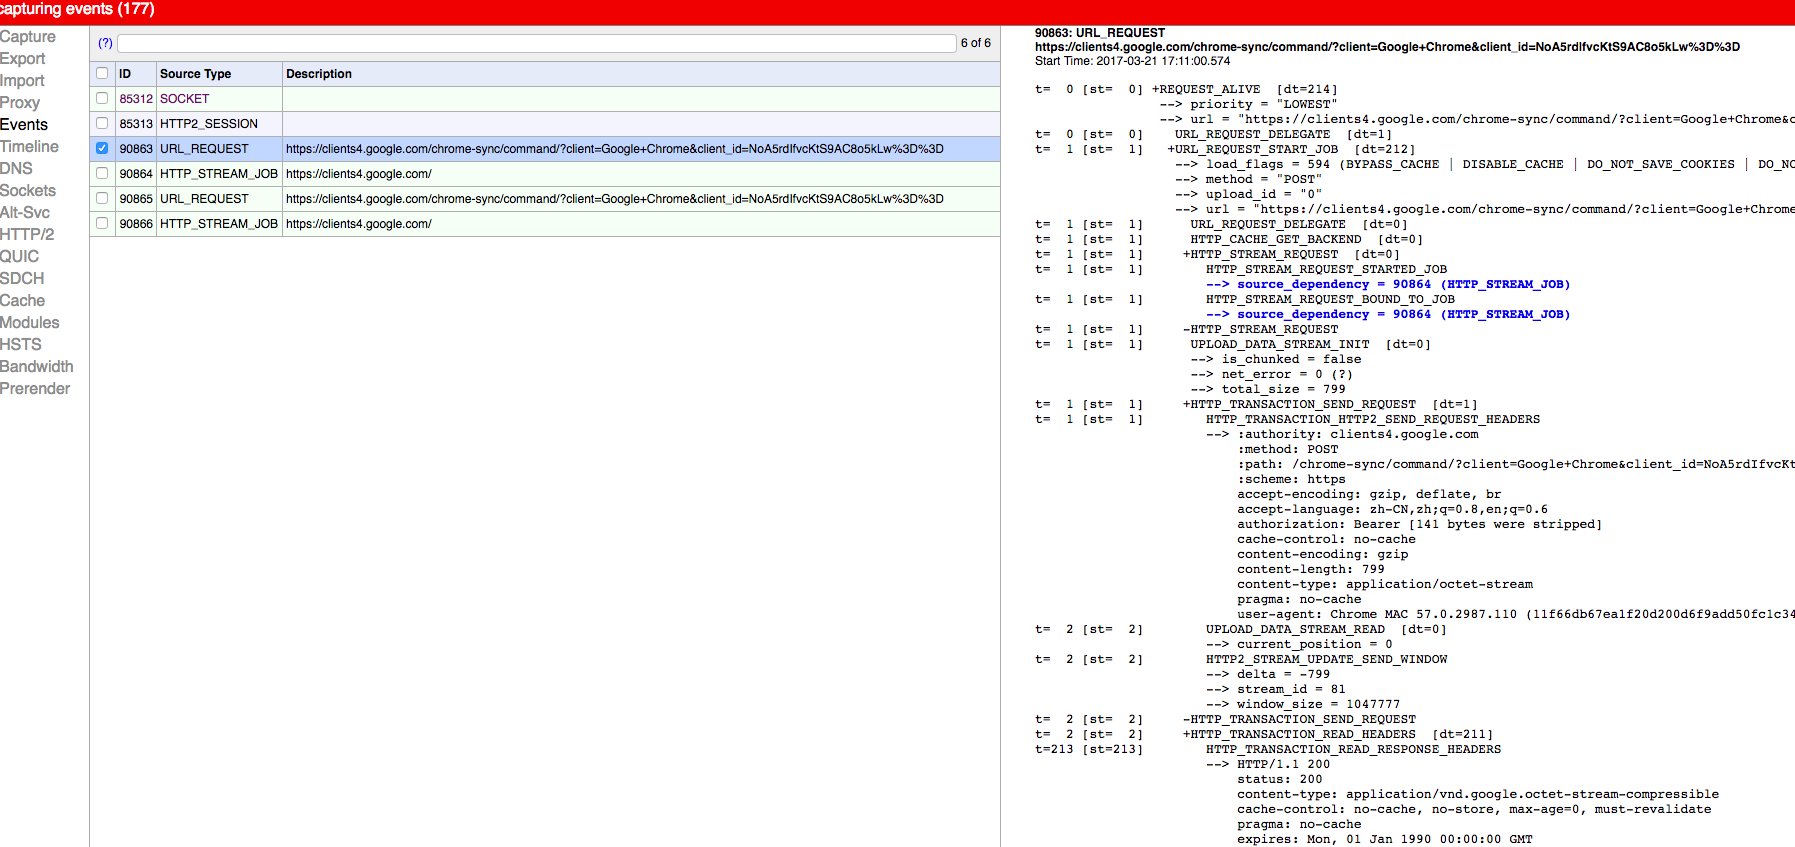 capturing events (177)
Capture
Export
Import
Proxy
Events
Timeline
DNS
Sockets
Alt-Svc
HTTP/2
QUIC
SDCH
Cache
Modules
HSTS
Bandwidth
Prerender
(?) 6 of 6
ID Source Type Description
85312 SOCKET
85313 HTTP2_SESSION
90863 URL_REQUEST https://clients4.google.com/chrome-sync/command/?client=Google+Chrome&client_id=NoA5rdIfvcKtS9AC8o5kLw%3D%3D
90864 HTTP_STREAM_JOB https://clients4.google.com/
90865 URL_REQUEST https://clients4.google.com/chrome-sync/command/?client=Google+Chrome&client_id=NoA5rdIfvcKtS9AC8o5kLw%3D%3D
90866 HTTP_STREAM_JOB https://clients4.google.com/
90863: URL_REQUEST
https://clients4.google.com/chrome-sync/command/?client=Google+Chrome&client_id=NoA5rdIfvcKtS9AC8o5kLw%3D%3D
Start Time: 2017-03-21 17:11:00.574
t=  0 [st=  0] +REQUEST_ALIVE  [dt=214]
--> priority = "LOWEST"
--> url = "https://clients4.google.com/chrome-sync/command/?client=Google+Chrome&c
t=  0 [st=  0] URL_REQUEST_DELEGATE  [dt=1]
t=  1 [st=  1] +URL_REQUEST_START_JOB  [dt=212]
--> load_flags = 594 (BYPASS_CACHE | DISABLE_CACHE | DO_NOT_SAVE_COOKIES | DO_NO
--> method = "POST"
--> upload_id = "0"
--> url = "https://clients4.google.com/chrome-sync/command/?client=Google+Chrome
t=  1 [st=  1] URL_REQUEST_DELEGATE  [dt=0]
t=  1 [st=  1] HTTP_CACHE_GET_BACKEND  [dt=0]
t=  1 [st=  1] +HTTP_STREAM_REQUEST  [dt=0]
t=  1 [st=  1] HTTP_STREAM_REQUEST_STARTED_JOB
--> source_dependency = 90864 (HTTP_STREAM_JOB)
t=  1 [st=  1] HTTP_STREAM_REQUEST_BOUND_TO_JOB
--> source_dependency = 90864 (HTTP_STREAM_JOB)
t=  1 [st=  1] -HTTP_STREAM_REQUEST
t=  1 [st=  1] UPLOAD_DATA_STREAM_INIT  [dt=0]
--> is_chunked = false
--> net_error = 0 (?)
--> total_size = 799
t=  1 [st=  1] +HTTP_TRANSACTION_SEND_REQUEST  [dt=1]
t=  1 [st=  1] HTTP_TRANSACTION_HTTP2_SEND_REQUEST_HEADERS
--> :authority: clients4.google.com
:method: POST
:path: /chrome-sync/command/?client=Google+Chrome&client_id=NoA5rdIfvcKt
:scheme: https
accept-encoding: gzip, deflate, br
accept-language: zh-CN,zh;q=0.8,en;q=0.6
authorization: Bearer [141 bytes were stripped]
cache-control: no-cache
content-encoding: gzip
content-length: 799
content-type: application/octet-stream
pragma: no-cache
user-agent: Chrome MAC 57.0.2987.110 (11f66db67ea1f20d200d6f9add50fc1c34
t=  2 [st=  2] UPLOAD_DATA_STREAM_READ  [dt=0]
--> current_position = 0
t=  2 [st=  2] HTTP2_STREAM_UPDATE_SEND_WINDOW
--> delta = -799
--> stream_id = 81
--> window_size = 1047777
t=  2 [st=  2] -HTTP_TRANSACTION_SEND_REQUEST
t=  2 [st=  2] +HTTP_TRANSACTION_READ_HEADERS  [dt=211]
t=213 [st=213] HTTP_TRANSACTION_READ_RESPONSE_HEADERS
--> HTTP/1.1 200
status: 200
content-type: application/vnd.google.octet-stream-compressible
cache-control: no-cache, no-store, max-age=0, must-revalidate
pragma: no-cache
expires: Mon, 01 Jan 1990 00:00:00 GMT